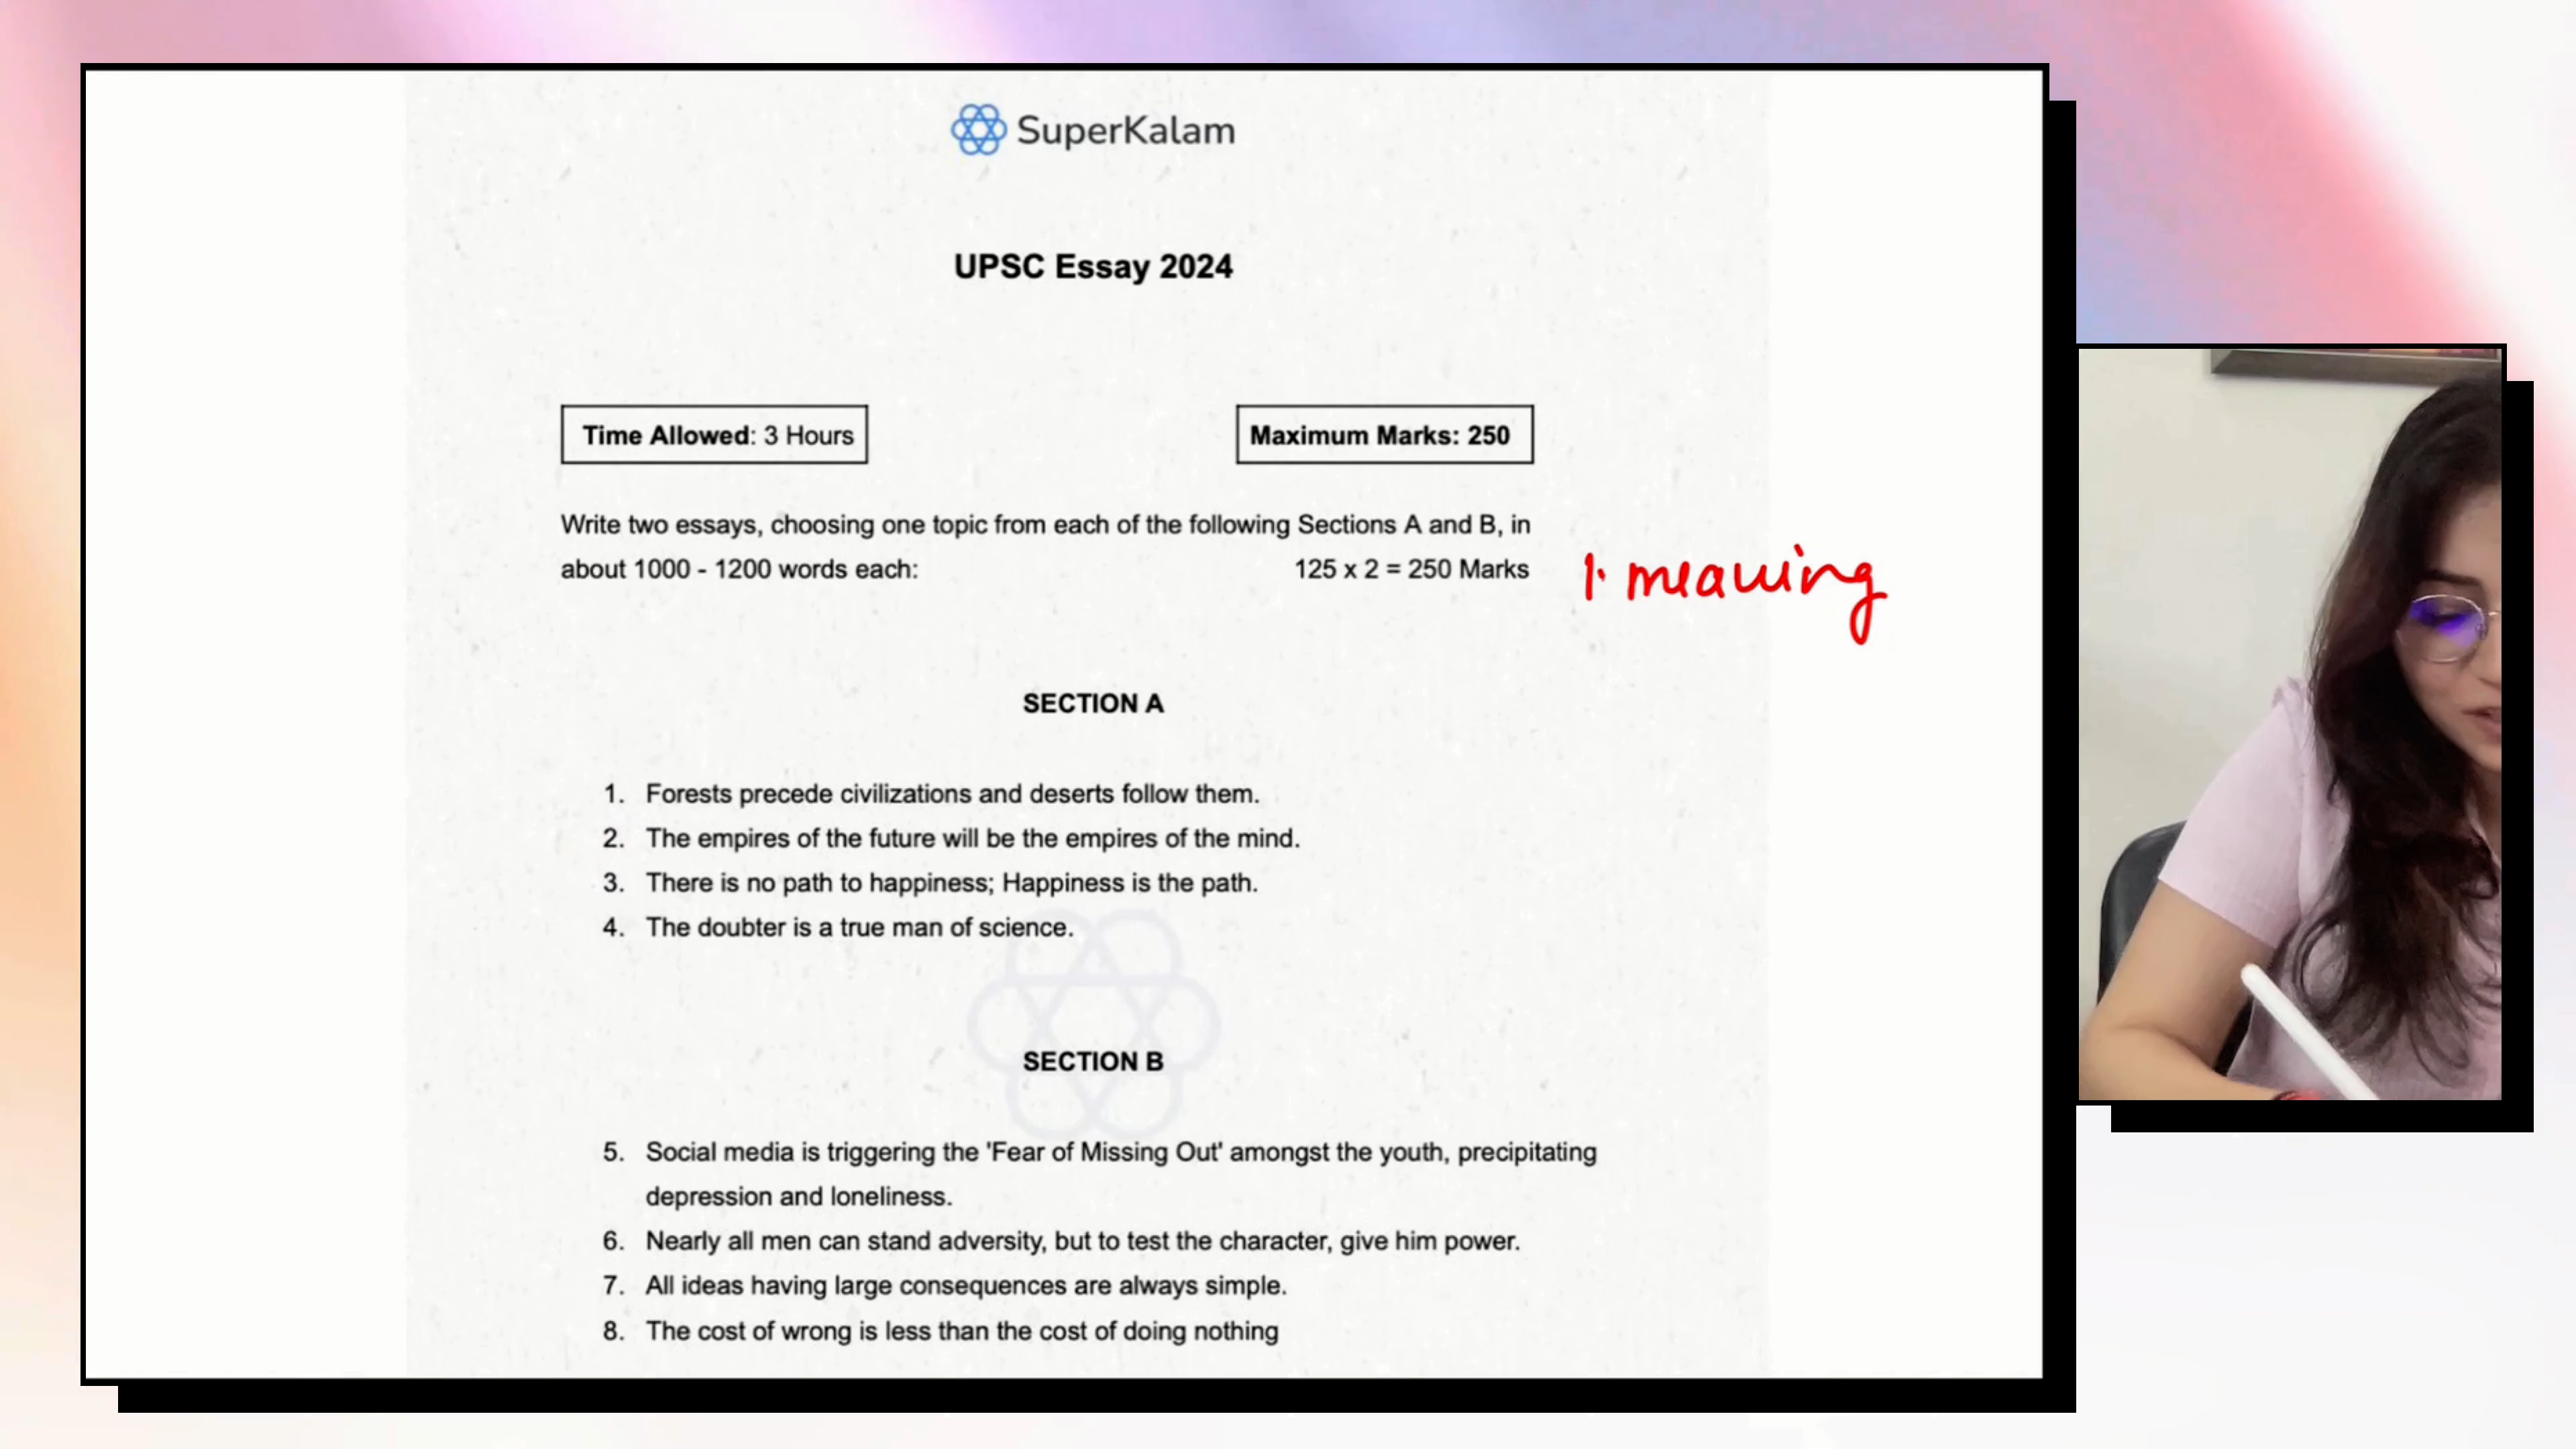 SuperKalam
UPSC Essay 2024
Time Allowed: 3 Hours
Maximum Marks: 250
Write two essays, choosing one topic from each of the following Sections A and B, in
about 1000 - 1200 words each:
125 x 2 = 250 Marks
1. meaning
SECTION A
1. Forests precede civilizations and deserts follow them.
2. The empires of the future will be the empires of the mind.
3. There is no path to happiness; Happiness is the path.
4. The doubter is a true man of science.
SECTION B
5. Social media is triggering the 'Fear of Missing Out' amongst the youth, precipitating
depression and loneliness.
6. Nearly all men can stand adversity, but to test the character, give him power.
7. All ideas having large consequences are always simple.
8. The cost of wrong is less than the cost of doing nothing